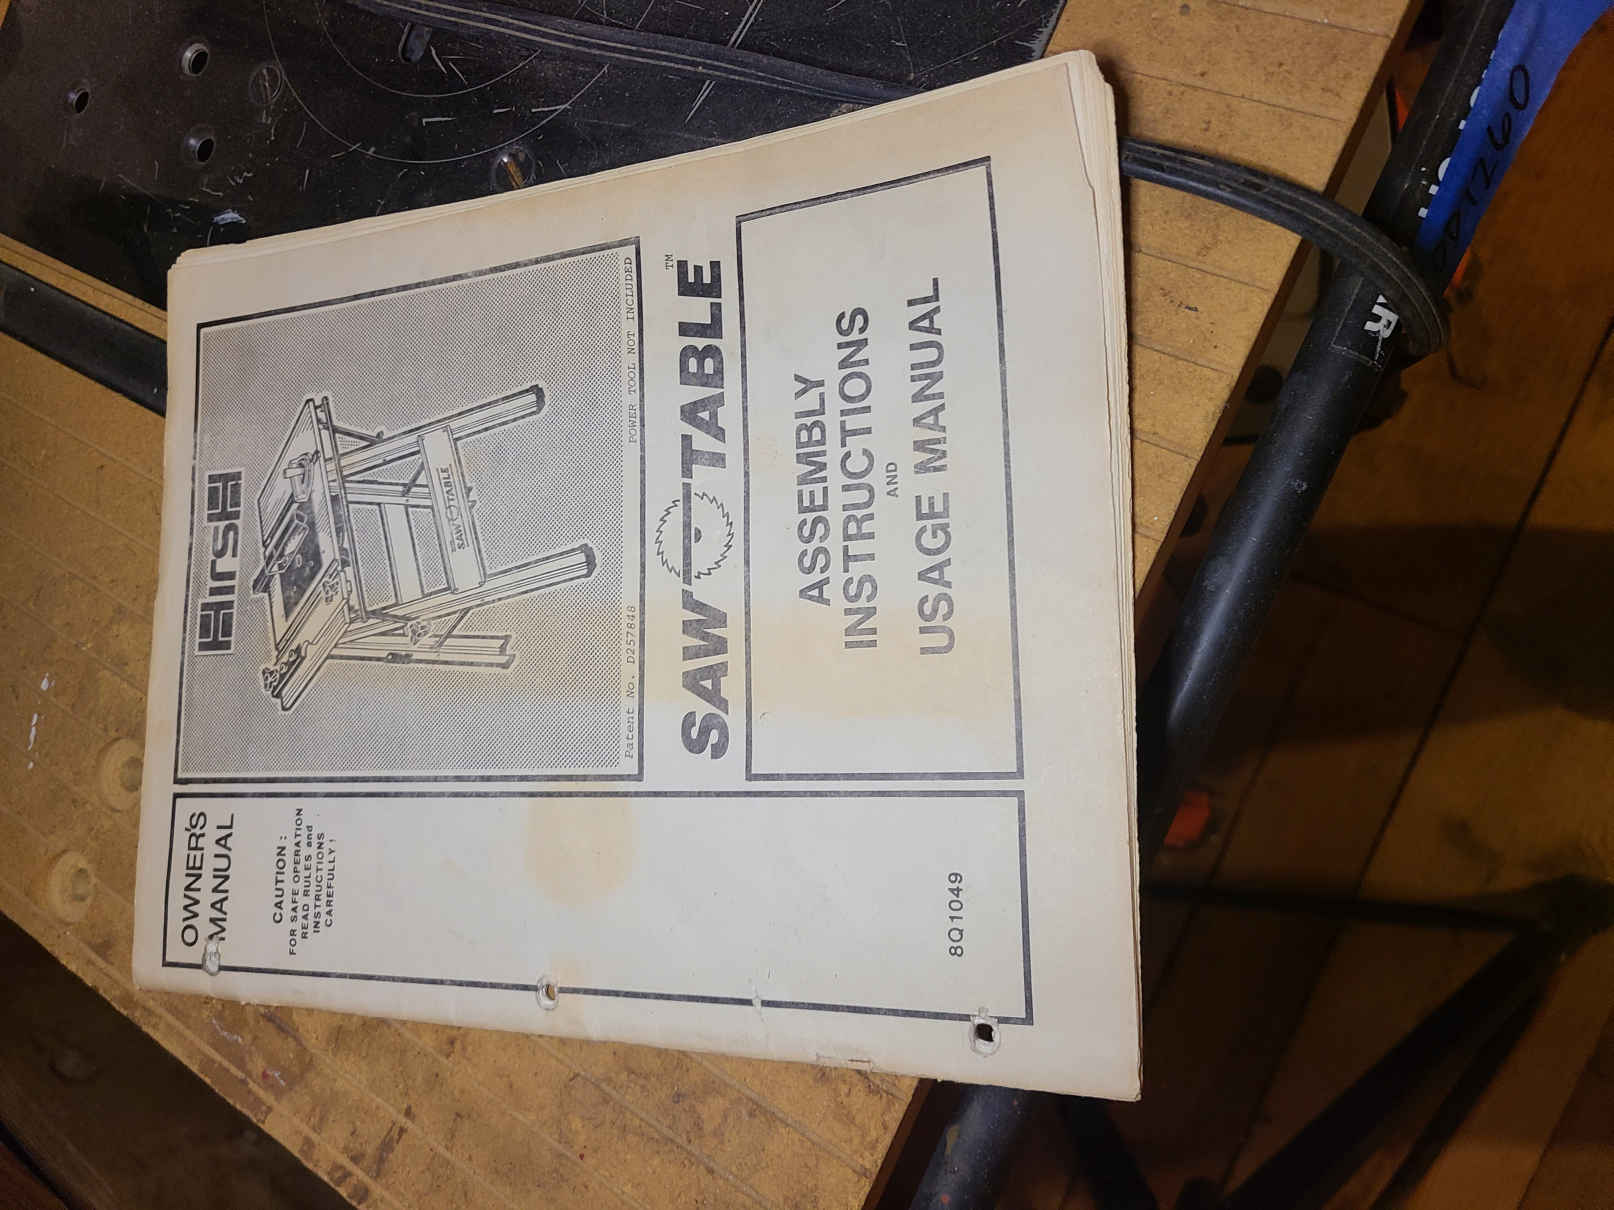 OWNER'S
MANUAL
CAUTION:
FOR SAFE OPERATION
READ RULES and
INSTRUCTIONS
CAREFULLY!
8Q1049
HIrsH
SAW TABLE
Patent No. D257848
POWER TOOL NOT INCLUDED
SAW TABLE™
ASSEMBLY
INSTRUCTIONS
AND
USAGE MANUAL